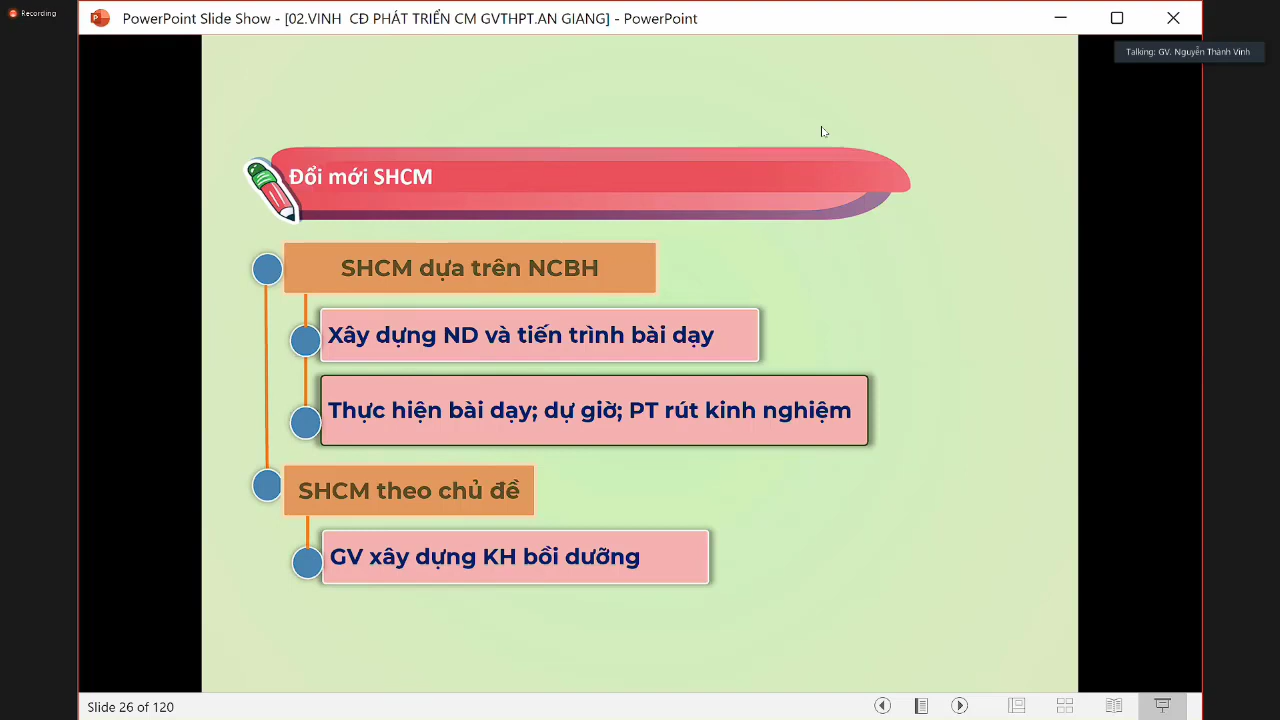 Recording
PowerPoint Slide Show - [02.VINH CD PHÁT TRIỂN CM GVTHPT.AN GIANG] - PowerPoint
Talking: GV. Nguyễn Thành Vinh
Đổi mới SHCM
SHCM dựa trên NCBH
Xây dựng ND và tiến trình bài dạy
Thực hiện bài dạy; dự giờ; PT rút kinh nghiệm
SHCM theo chủ đề
GV xây dựng KH bồi dưỡng
Slide 26 of 120